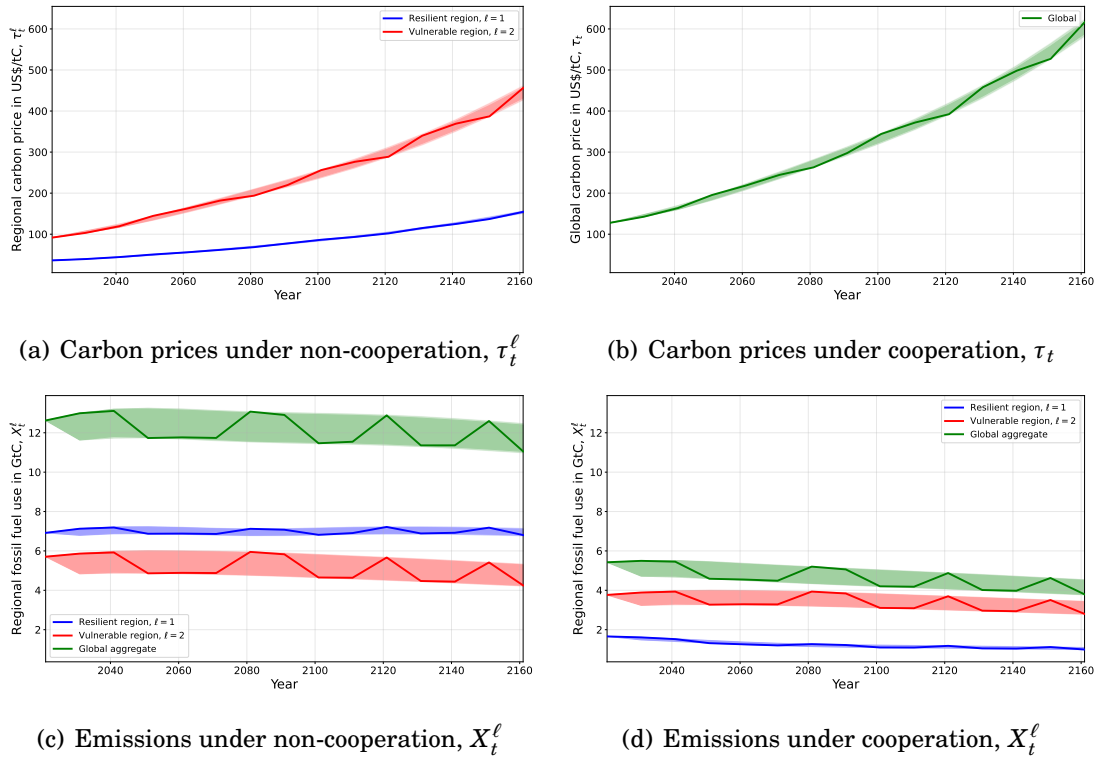 Regional carbon price in US$/tC, τ_t^ℓ
600
500
400
300
200
100
2040 2060 2080 2100 2120 2140 2160
Year
Resilient region, ℓ = 1
Vulnerable region, ℓ = 2
(a) Carbon prices under non-cooperation, τ_t^ℓ
Global carbon price in US$/tC, τ_t
600
500
400
300
200
100
2040 2060 2080 2100 2120 2140 2160
Year
Global
(b) Carbon prices under cooperation, τ_t
Regional fossil fuel use in GtC, X_t^ℓ
12
10
8
6
4
2
2040 2060 2080 2100 2120 2140 2160
Year
Resilient region, ℓ = 1
Vulnerable region, ℓ = 2
Global aggregate
(c) Emissions under non-cooperation, X_t^ℓ
Regional fossil fuel use in GtC, X_t^ℓ
12
10
8
6
4
2
2040 2060 2080 2100 2120 2140 2160
Year
Resilient region, ℓ = 1
Vulnerable region, ℓ = 2
Global aggregate
(d) Emissions under cooperation, X_t^ℓ